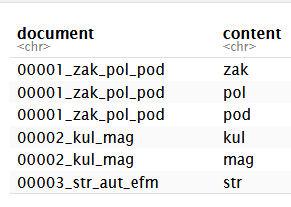 document content
<chr> <chr>
00001_zak_pol_pod zak
00001_zak_pol_pod pol
00001_zak_pol_pod pod
00002_kul_mag kul
00002_kul_mag mag
00003_str_aut_efm str